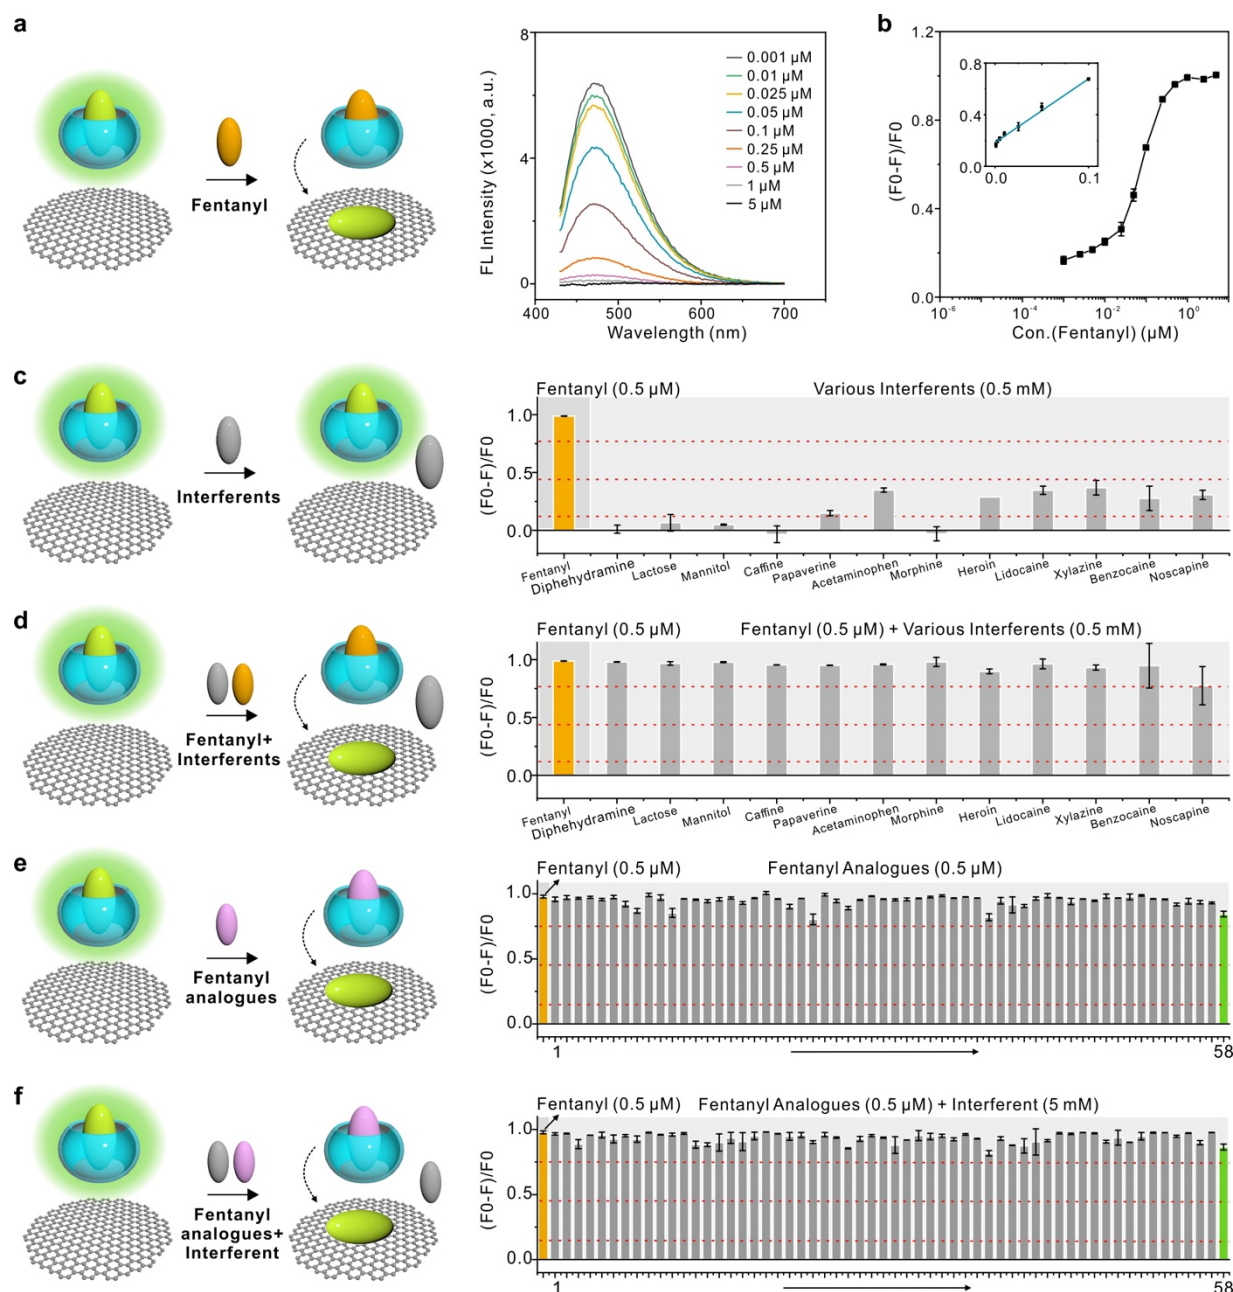 a
Fentanyl
FL Intensity (x1000, a.u.)
8
4
0
400 500 600 700
Wavelength (nm)
0.001 μM
0.01 μM
0.025 μM
0.05 μM
0.1 μM
0.25 μM
0.5 μM
1 μM
5 μM
b
(F0-F)/F0
1.2
0.8
0.4
0.0
0.8
0.4
0.0
0.0 0.1
10⁻⁶ 10⁻⁴ 10⁻² 10⁰
Con.(Fentanyl) (μM)
c
Interferents
Fentanyl (0.5 μM) Various Interferents (0.5 mM)
(F0-F)/F0
1.0
0.5
0.0
Fentanyl
Diphehydramine
Lactose
Mannitol
Caffine
Papaverine
Acetaminophen
Morphine
Heroin
Lidocaine
Xylazine
Benzocaine
Noscapine
d
Fentanyl+
Interferents
Fentanyl (0.5 μM) Fentanyl (0.5 μM) + Various Interferents (0.5 mM)
(F0-F)/F0
1.0
0.5
0.0
Fentanyl
Diphehydramine
Lactose
Mannitol
Caffine
Papaverine
Acetaminophen
Morphine
Heroin
Lidocaine
Xylazine
Benzocaine
Noscapine
e
Fentanyl
analogues
Fentanyl (0.5 μM) Fentanyl Analogues (0.5 μM)
(F0-F)/F0
1.0
0.5
0.0
1 58
f
Fentanyl
analogues+
Interferent
Fentanyl (0.5 μM) Fentanyl Analogues (0.5 μM) + Interferent (5 mM)
(F0-F)/F0
1.0
0.5
0.0
1 58